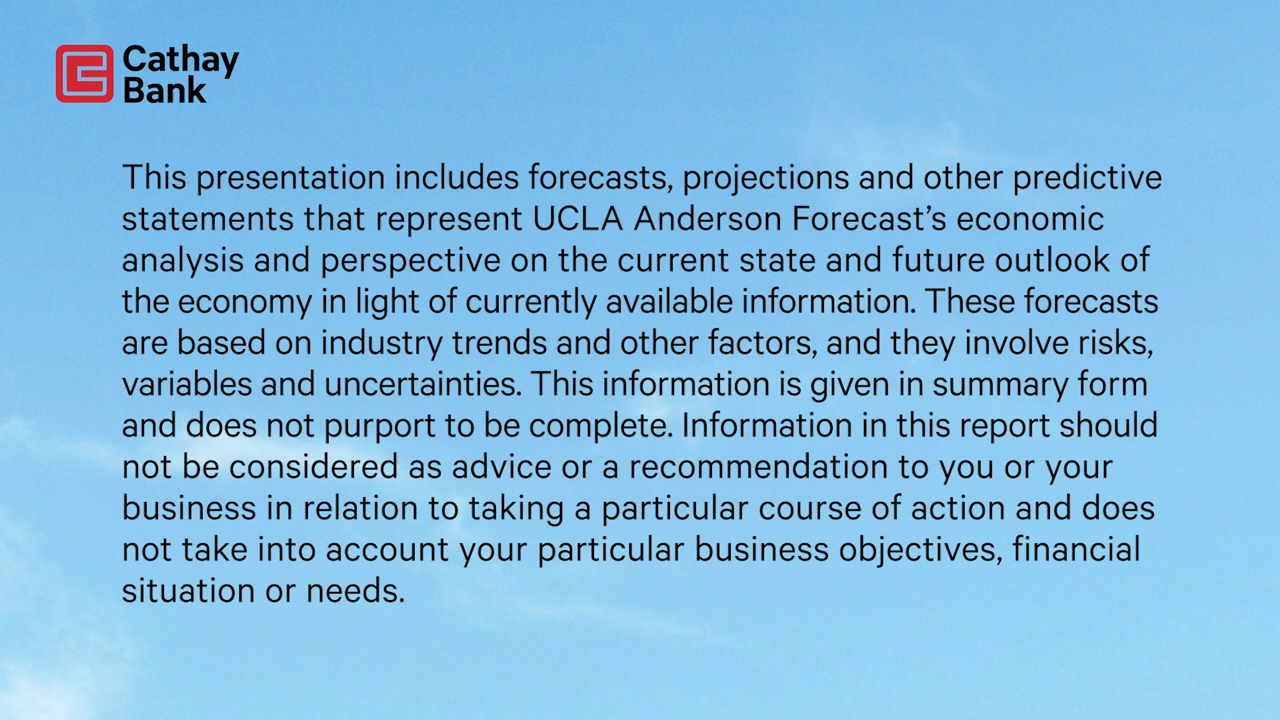 Cathay
Bank
This presentation includes forecasts, projections and other predictive
statements that represent UCLA Anderson Forecast’s economic
analysis and perspective on the current state and future outlook of
the economy in light of currently available information. These forecasts
are based on industry trends and other factors, and they involve risks,
variables and uncertainties. This information is given in summary form
and does not purport to be complete. Information in this report should
not be considered as advice or a recommendation to you or your
business in relation to taking a particular course of action and does
not take into account your particular business objectives, financial
situation or needs.